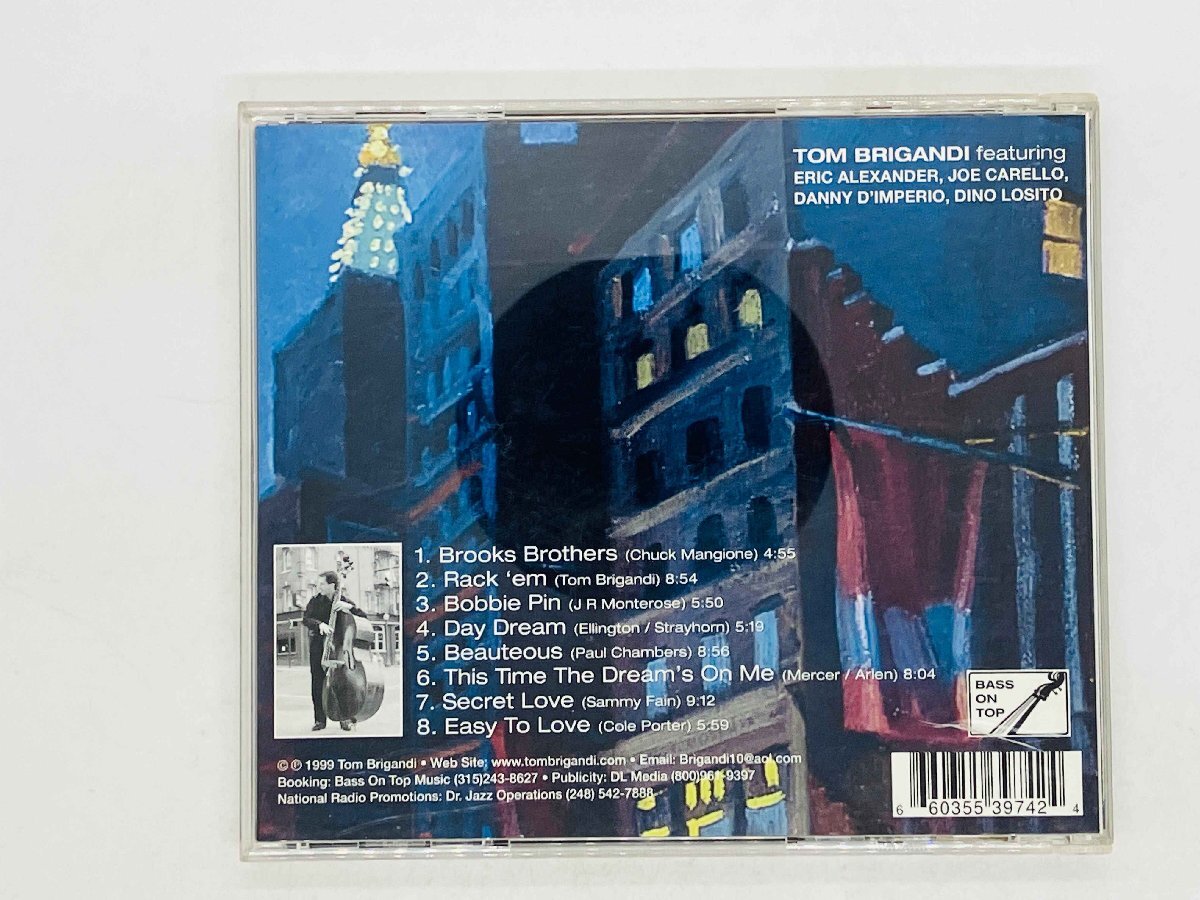 TOM BRIGANDI featuring
ERIC ALEXANDER, JOE CARELLO,
DANNY D'IMPERIO, DINO LOSITO
1. Brooks Brothers (Chuck Mangione) 4:55
2. Rack 'em (Tom Brigandi) 8:54
3. Bobbie Pin (J R Monterose) 5:50
4. Day Dream (Ellington / Strayhorn) 5:19
5. Beauteous (Paul Chambers) 8:56
6. This Time The Dream's On Me (Mercer / Arlen) 8:04
7. Secret Love (Sammy Fain) 9:12
8. Easy To Love (Cole Porter) 5:59
BASS
ON
TOP
© ℗ 1999 Tom Brigandi • Web Site: www.tombrigandi.com • Email: Brigandi10@aol.com
Booking: Bass On Top Music (315)243-8627 • Publicity: DL Media (800)961-9397
National Radio Promotions: Dr. Jazz Operations (248) 542-7888
6 60355 39742 4